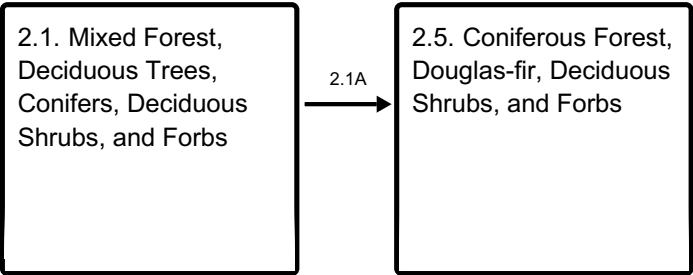 2.1. Mixed Forest,
Deciduous Trees,
Conifers, Deciduous
Shrubs, and Forbs
2.1A
2.5. Coniferous Forest,
Douglas-fir, Deciduous
Shrubs, and Forbs